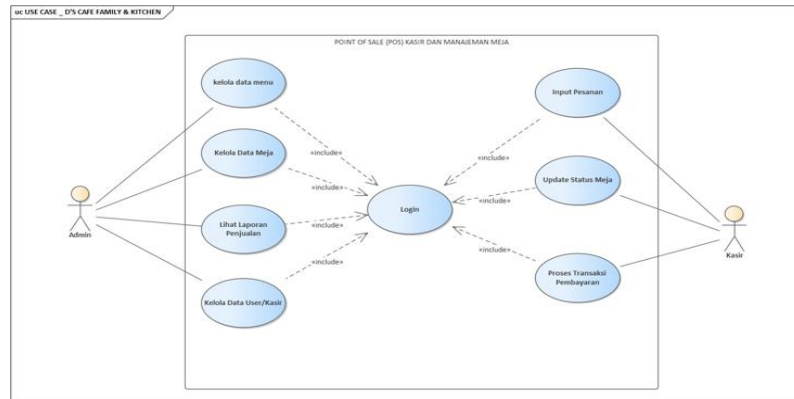 uc USE CASE _ D'S CAFE FAMILY & KITCHEN
POINT OF SALE (POS) KASIR DAN MANAJEMAN MEJA
kelola data menu
Input Pesanan
«include»
«include»
Kelola Data Meja
«include»
Update Status Meja
«include»
Login
Admin
Lihat Laporan
Penjualan
«include»
Kasir
«include»
«include»
Kelola Data User/Kasir
Proses Transaksi
Pembayaran